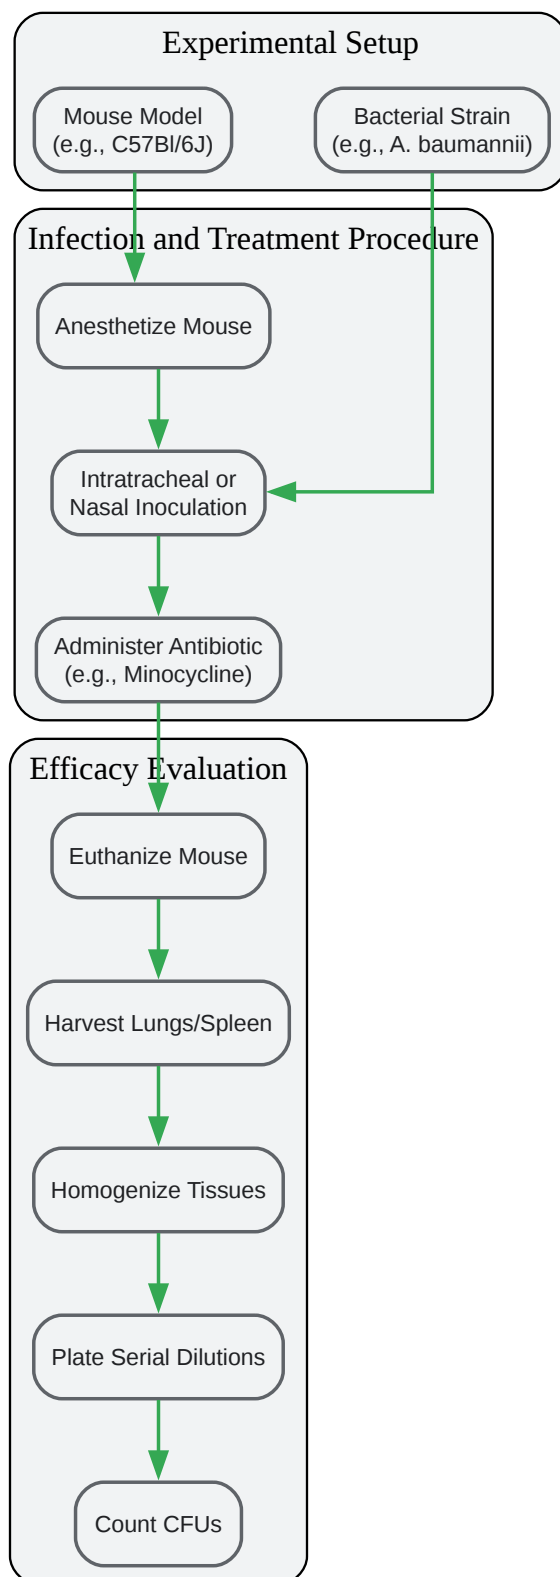 Experimental Setup
Mouse Model
(e.g., C57Bl/6J)
Bacterial Strain
(e.g., A. baumannii)
Infection and Treatment Procedure
Anesthetize Mouse
Intratracheal or
Nasal Inoculation
Administer Antibiotic
(e.g., Minocycline)
Efficacy Evaluation
Euthanize Mouse
Harvest Lungs/Spleen
Homogenize Tissues
Plate Serial Dilutions
Count CFUs